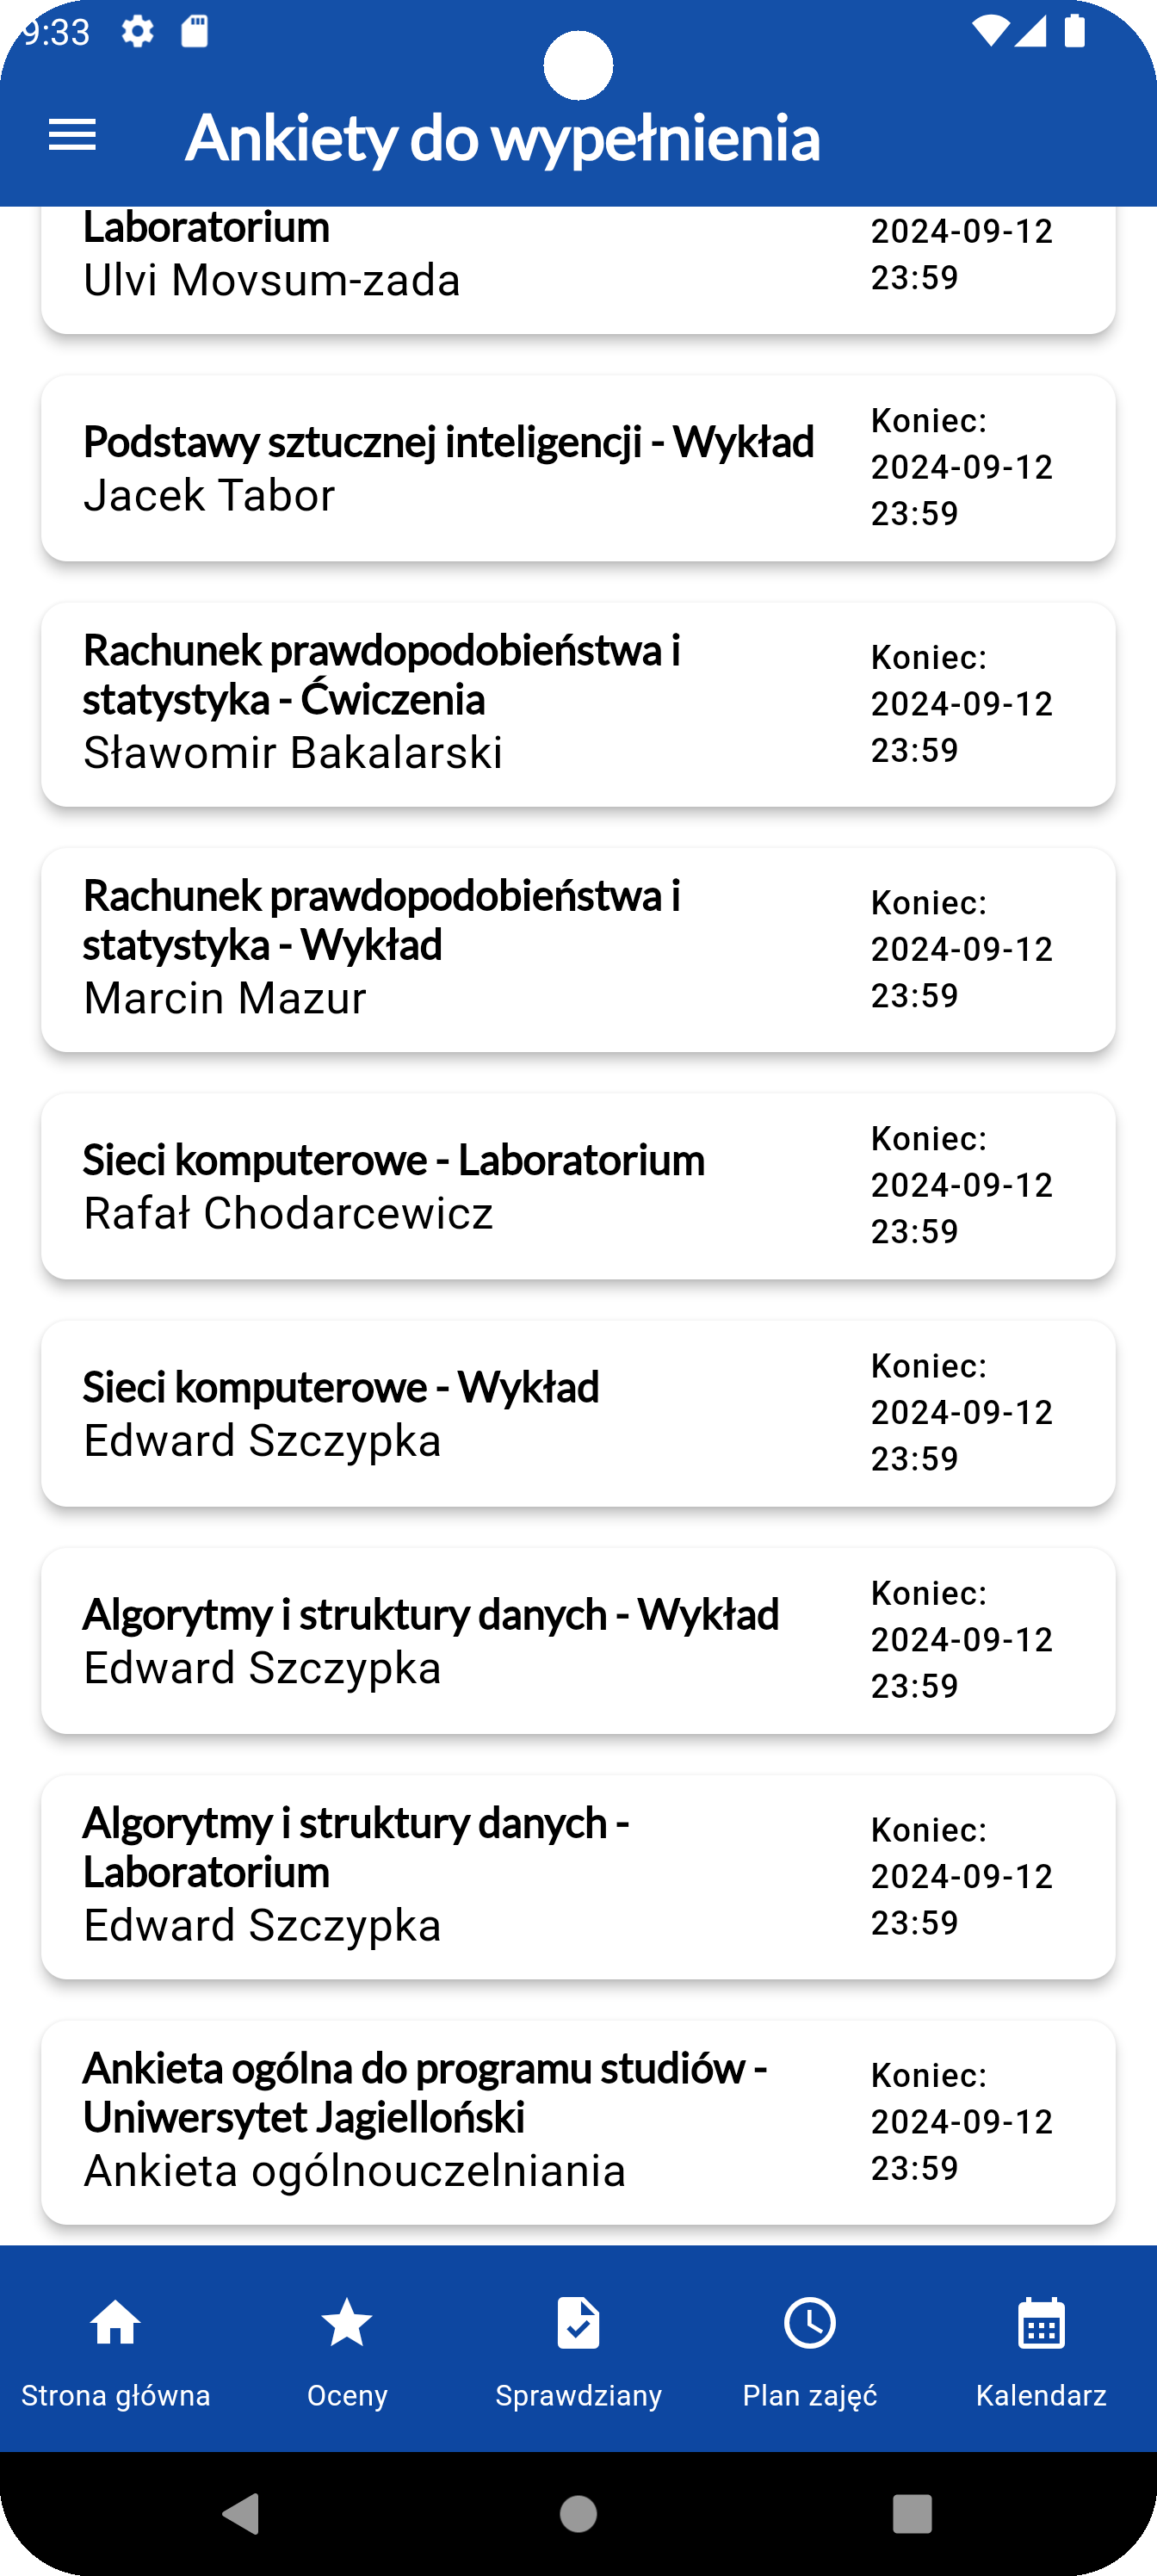 9:33
Ankiety do wypełnienia
Laboratorium
Ulvi Movsum-zada
2024-09-12
23:59
Podstawy sztucznej inteligencji - Wykład
Jacek Tabor
Koniec:
2024-09-12
23:59
Rachunek prawdopodobieństwa i
statystyka - Ćwiczenia
Sławomir Bakalarski
Koniec:
2024-09-12
23:59
Rachunek prawdopodobieństwa i
statystyka - Wykład
Marcin Mazur
Koniec:
2024-09-12
23:59
Sieci komputerowe - Laboratorium
Rafał Chodarcewicz
Koniec:
2024-09-12
23:59
Sieci komputerowe - Wykład
Edward Szczypka
Koniec:
2024-09-12
23:59
Algorytmy i struktury danych - Wykład
Edward Szczypka
Koniec:
2024-09-12
23:59
Algorytmy i struktury danych -
Laboratorium
Edward Szczypka
Koniec:
2024-09-12
23:59
Ankieta ogólna do programu studiów -
Uniwersytet Jagielloński
Ankieta ogólnouczelniania
Koniec:
2024-09-12
23:59
Strona główna
Oceny
Sprawdziany
Plan zajęć
Kalendarz